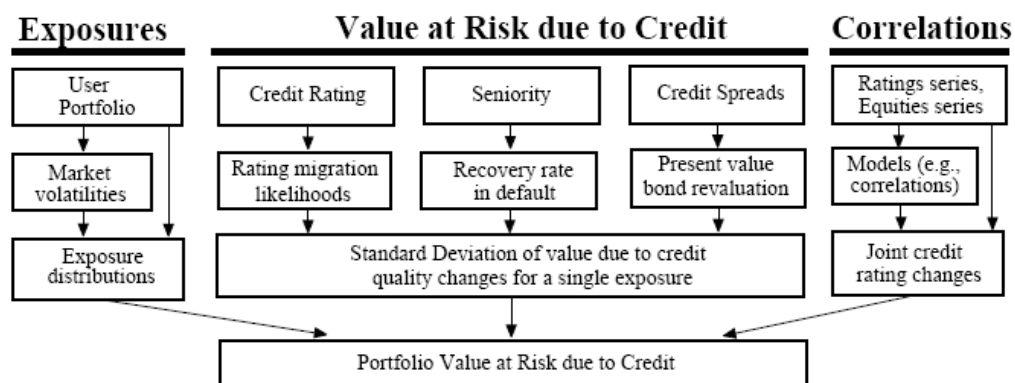 Exposures
Value at Risk due to Credit
Correlations
User
Portfolio
Market
volatilities
Exposure
distributions
Credit Rating
Seniority
Credit Spreads
Rating migration
likelihoods
Recovery rate
in default
Present value
bond revaluation
Standard Deviation of value due to credit
quality changes for a single exposure
Ratings series,
Equities series
Models (e.g.,
correlations)
Joint credit
rating changes
Portfolio Value at Risk due to Credit